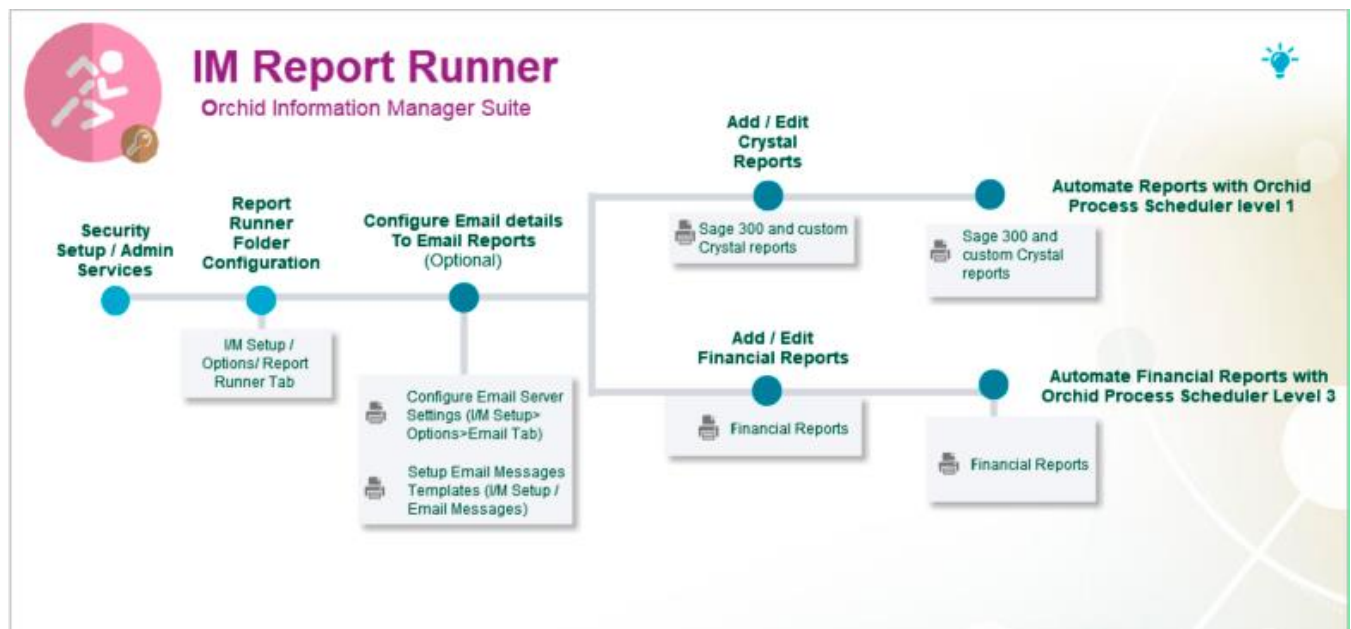 IM Report Runner
Orchid Information Manager Suite
Security
Setup / Admin
Services
Report
Runner
Folder
Configuration
I/M Setup /
Options/ Report
Runner Tab
Configure Email details
To Email Reports
(Optional)
Configure Email Server
Settings (I/M Setup>
Options>Email Tab)
Setup Email Messages
Templates (I/M Setup /
Email Messages)
Add / Edit
Crystal
Reports
Sage 300 and custom
Crystal reports
Automate Reports with Orchid
Process Scheduler level 1
Sage 300 and
custom Crystal
reports
Add / Edit
Financial Reports
Financial Reports
Automate Financial Reports with
Orchid Process Scheduler Level 3
Financial Reports